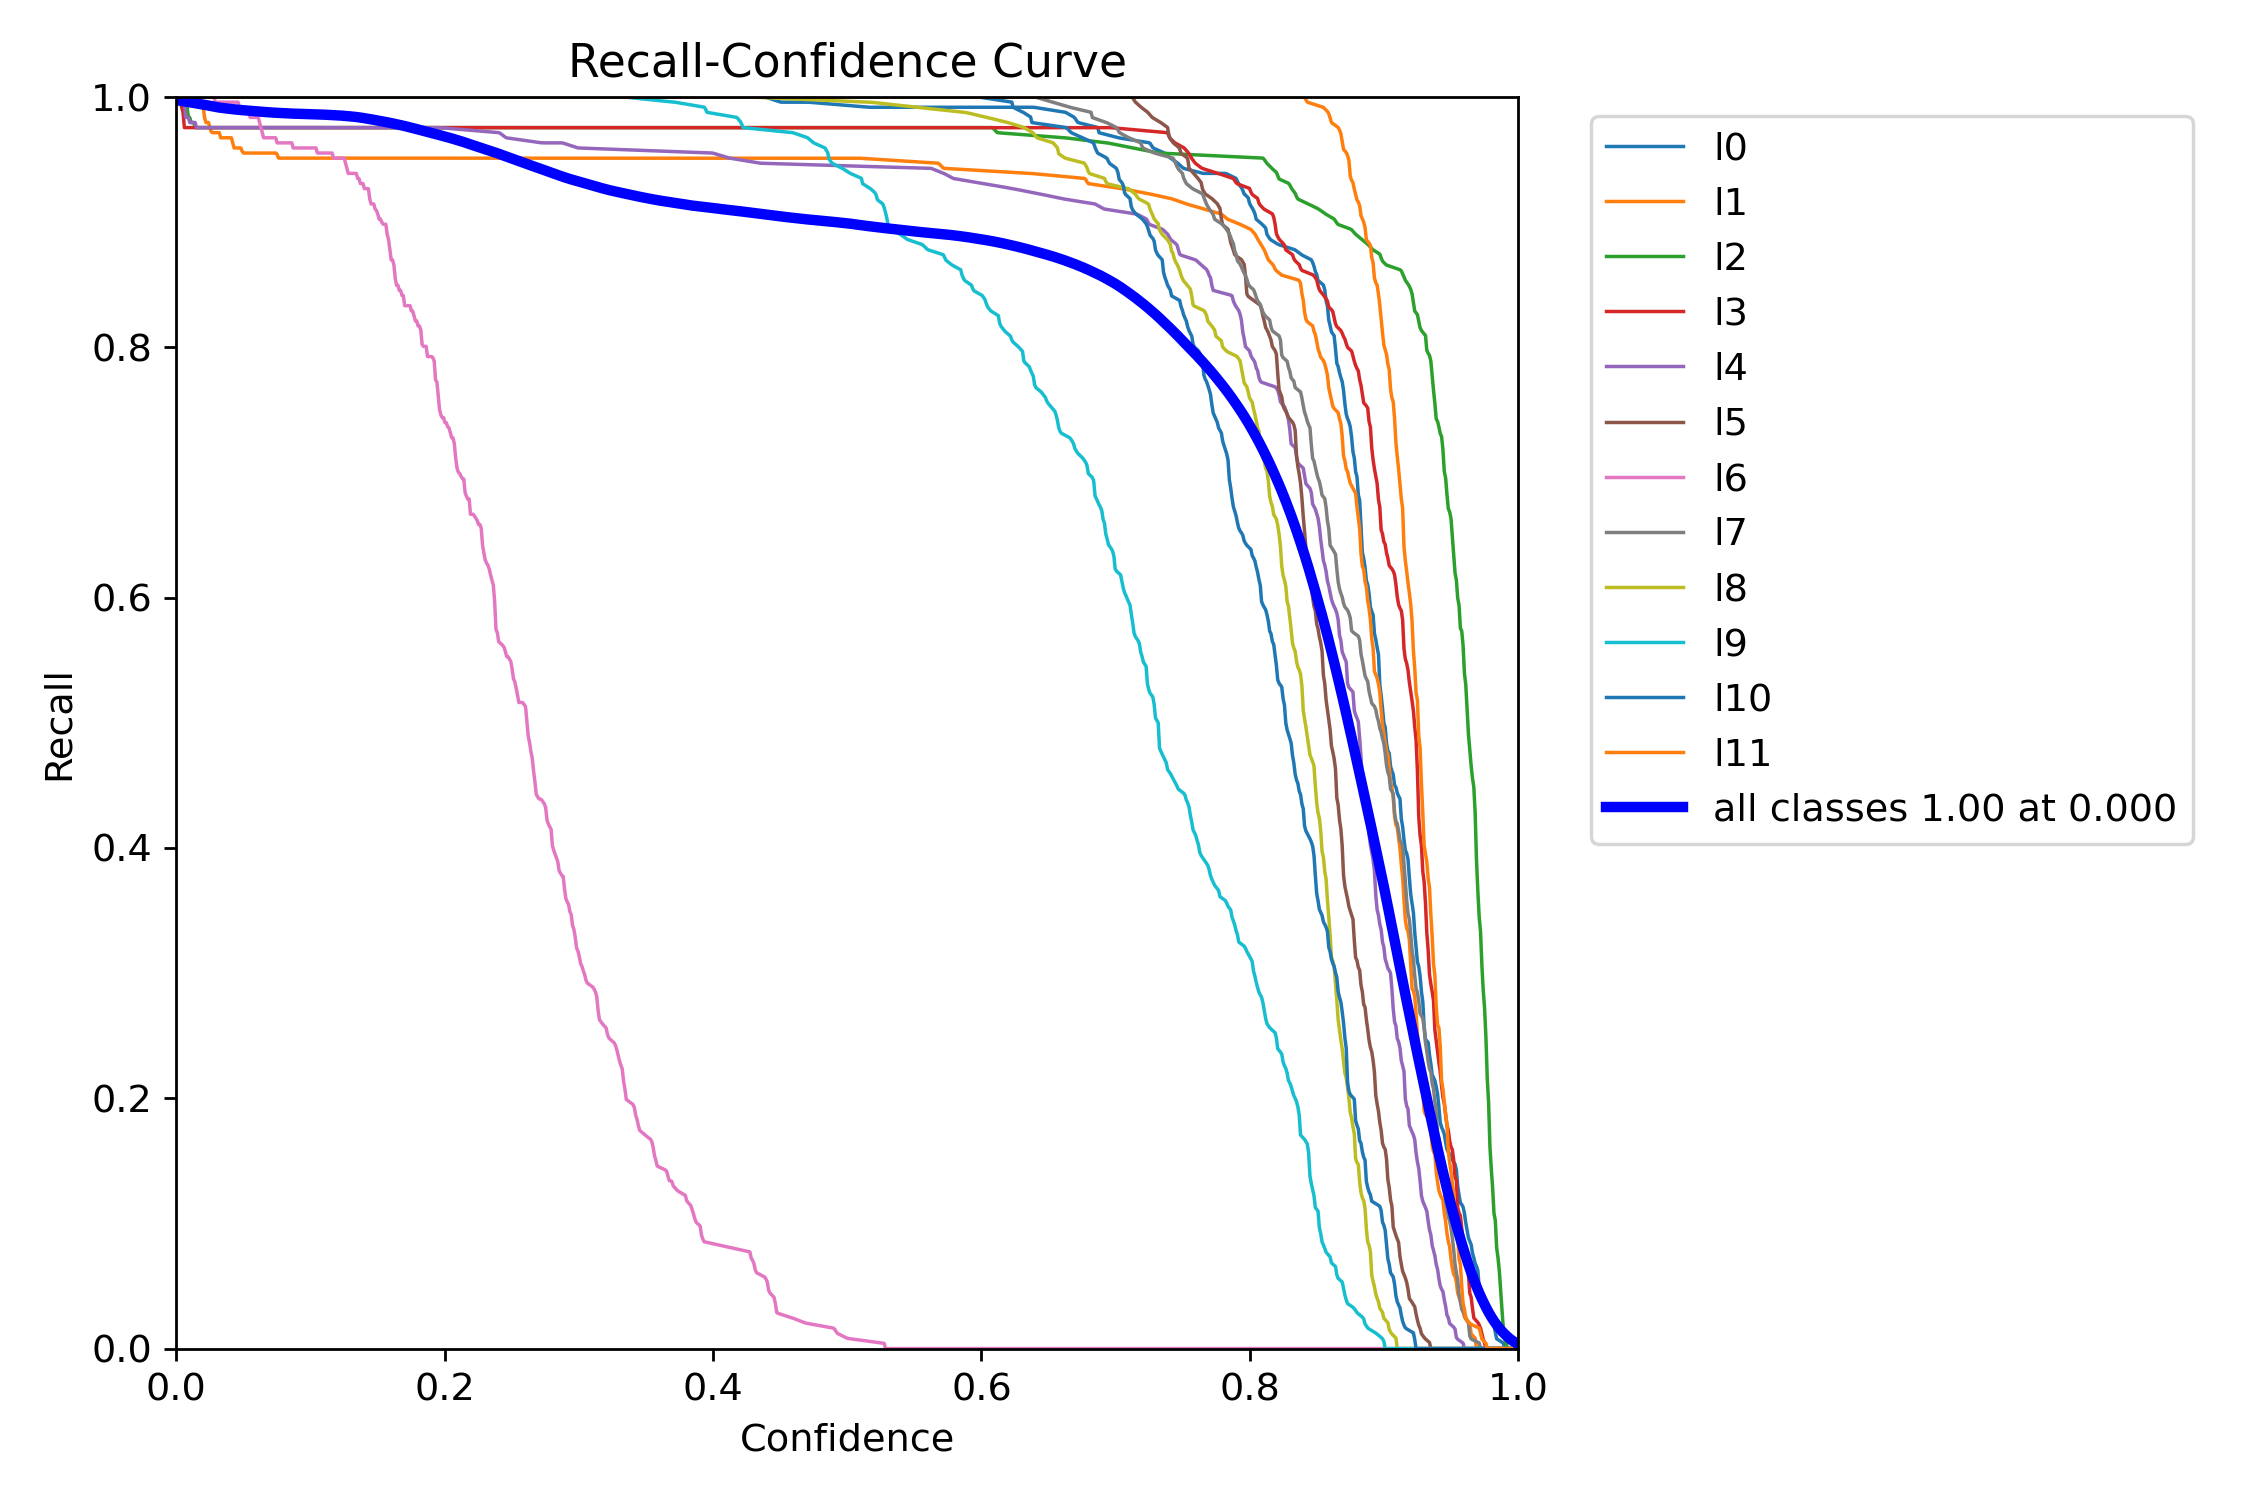 Recall-Confidence Curve
1.0
0.8
0.6
0.4
0.2
0.0
Recall
0.0 0.2 0.4 0.6 0.8 1.0
Confidence
l0
l1
l2
l3
l4
l5
l6
l7
l8
l9
l10
l11
all classes 1.00 at 0.000